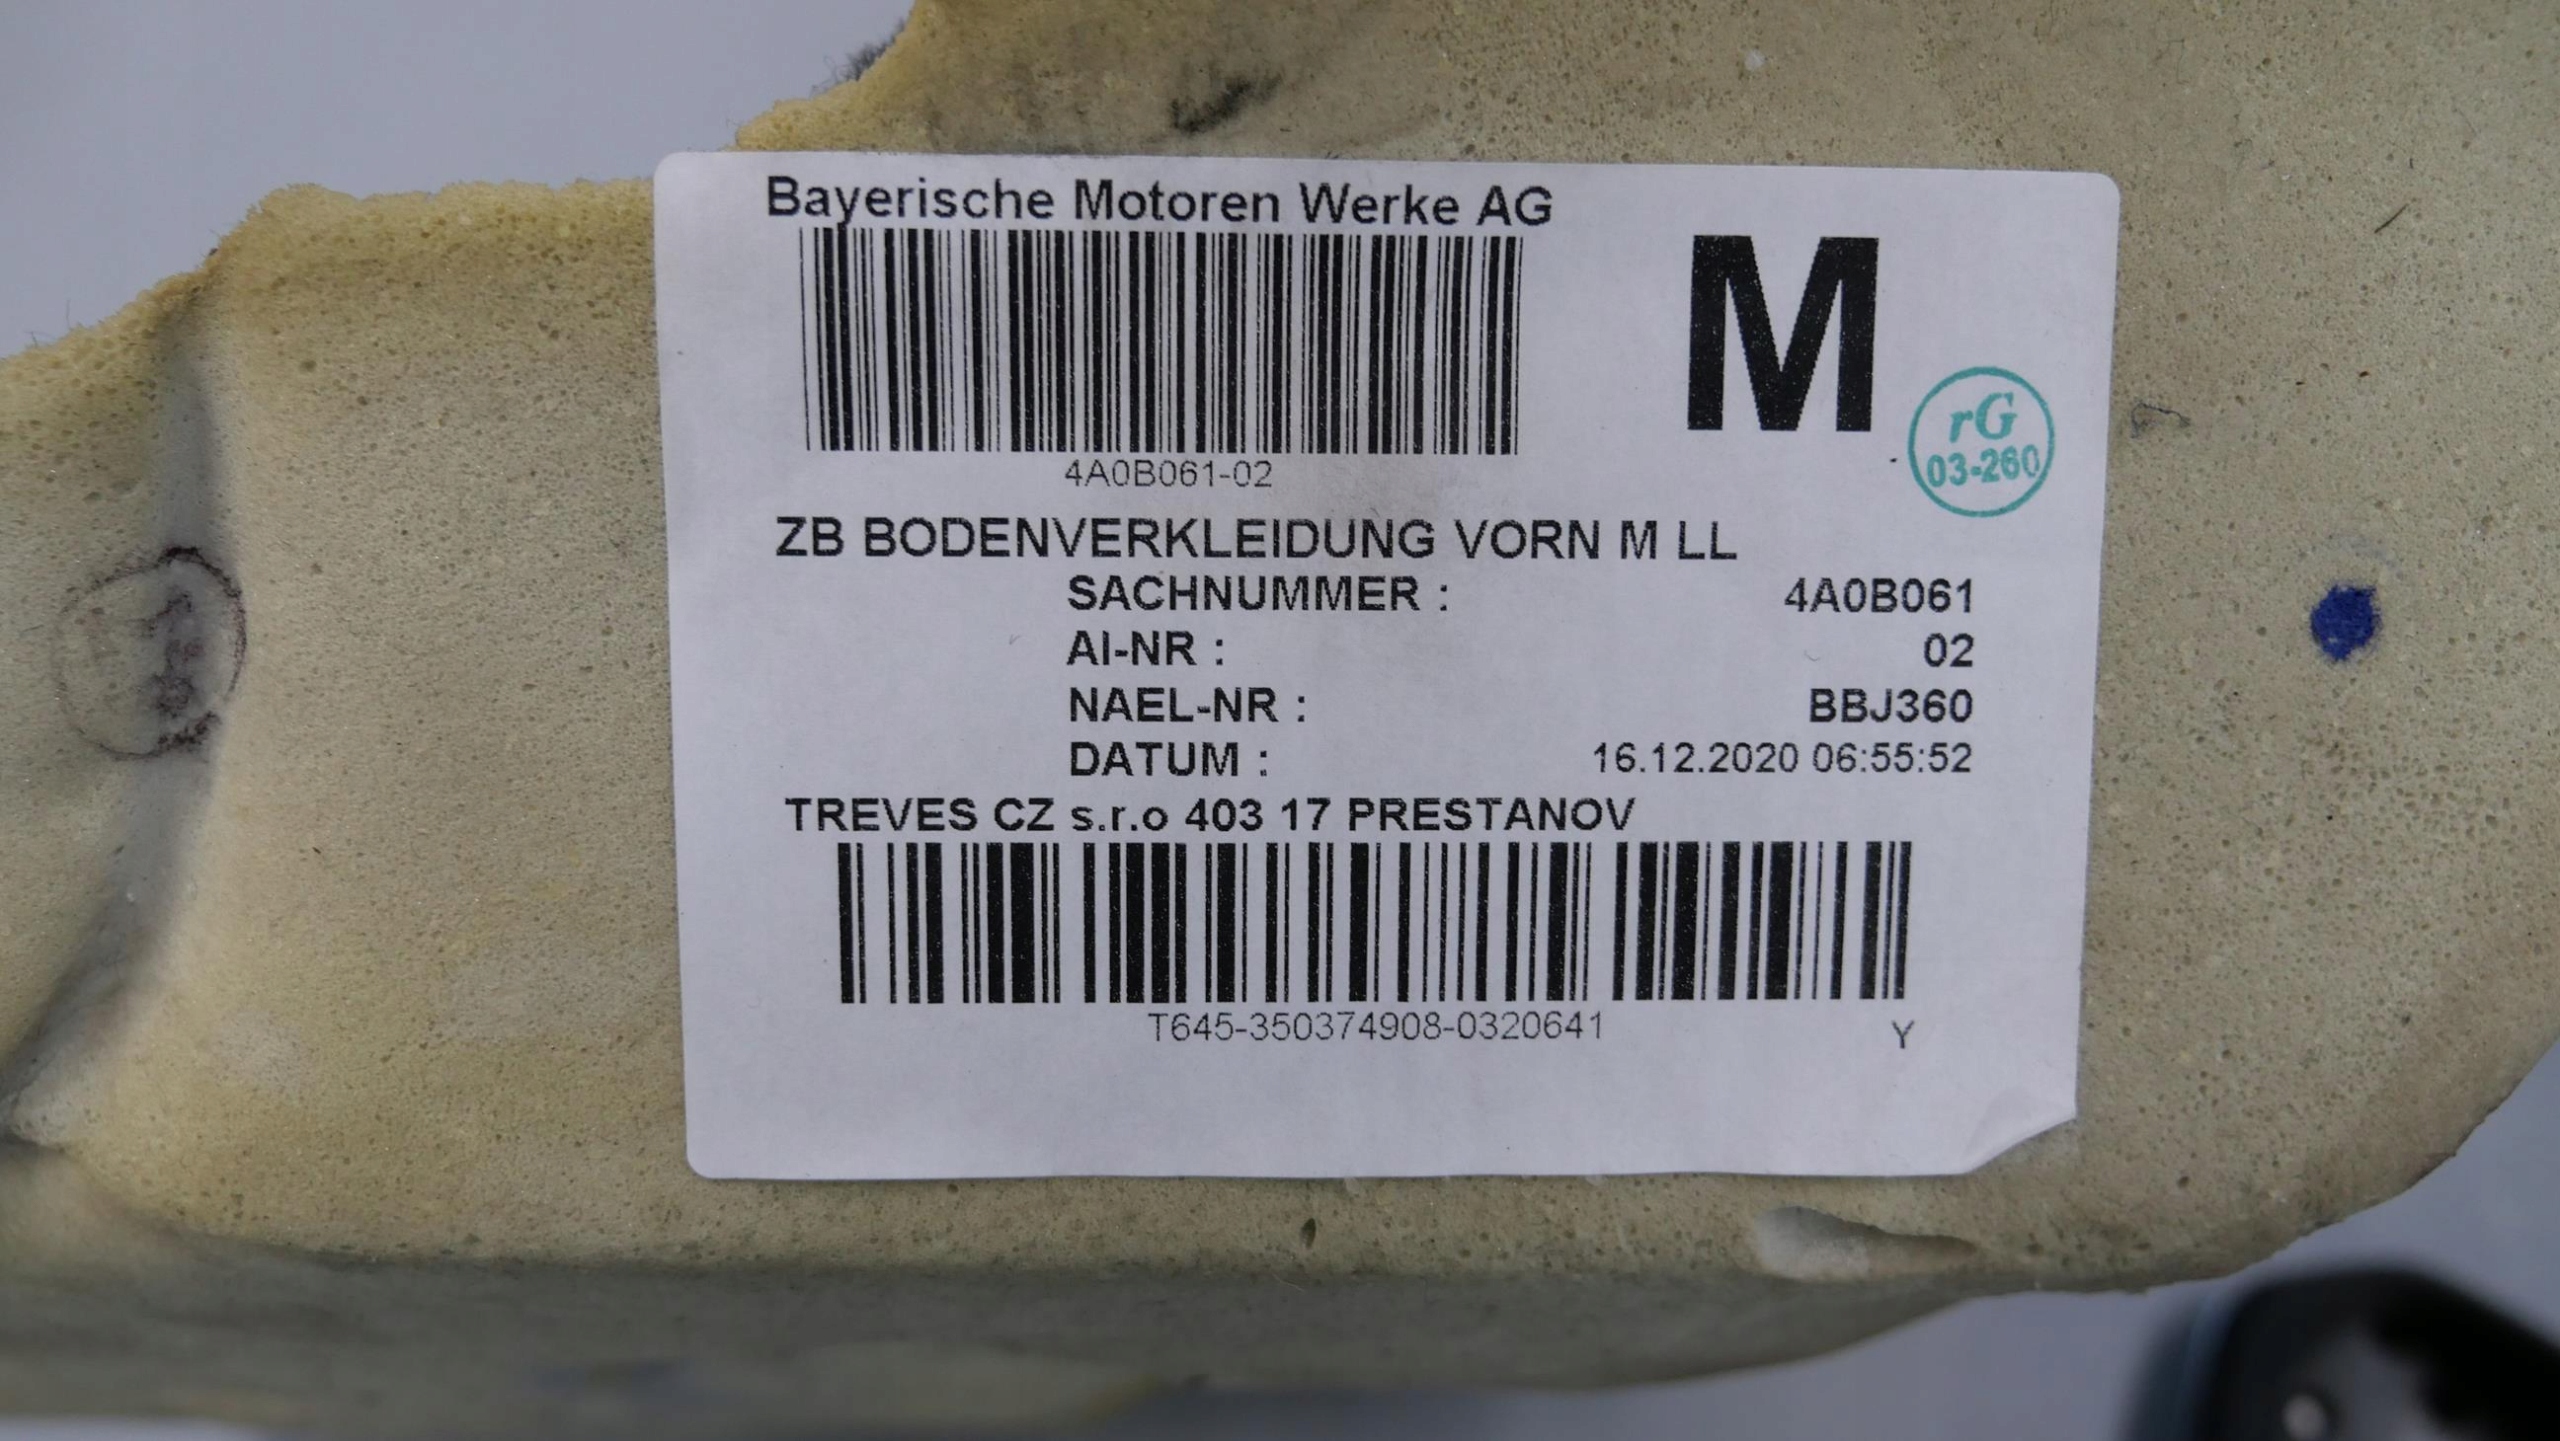 Bayerische Motoren Werke AG
M
4A0B061-02
rG
03-260
ZB BODENVERKLEIDUNG VORN M LL
SACHNUMMER : 4A0B061
AI-NR : 02
NAEL-NR : BBJ360
DATUM : 16.12.2020 06:55:52
TREVES CZ s.r.o 403 17 PRESTANOV
T645-350374908-0320641
Y